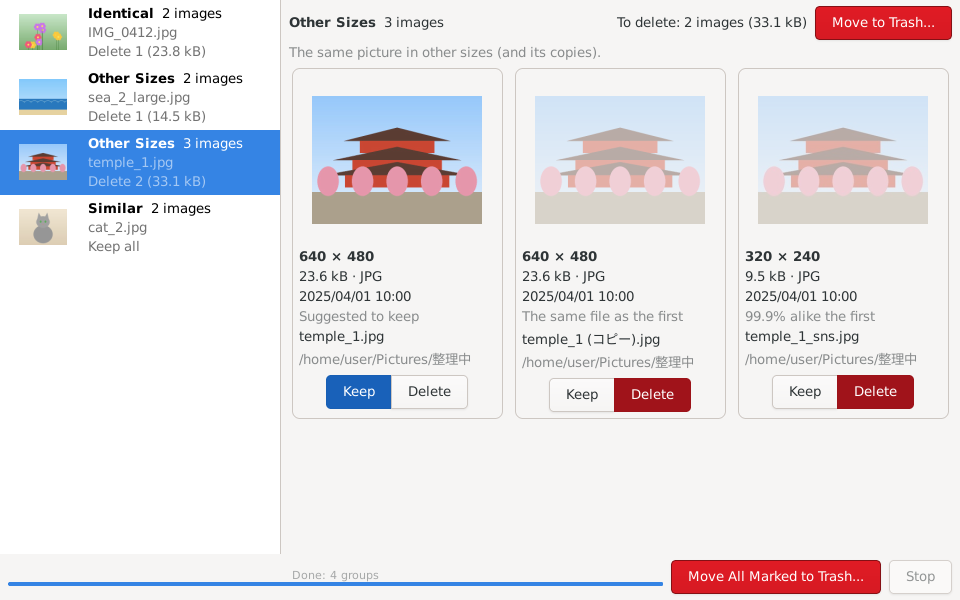 Identical 2 images
IMG_0412.jpg
Delete 1 (23.8 kB)
Other Sizes 2 images
sea_2_large.jpg
Delete 1 (14.5 kB)
Other Sizes 3 images
temple_1.jpg
Delete 2 (33.1 kB)
Similar 2 images
cat_2.jpg
Keep all
Other Sizes 3 images
To delete: 2 images (33.1 kB)
Move to Trash...
The same picture in other sizes (and its copies).
640 × 480
23.6 kB · JPG
2025/04/01 10:00
Suggested to keep
temple_1.jpg
/home/user/Pictures/整理中
Keep Delete
640 × 480
23.6 kB · JPG
2025/04/01 10:00
The same file as the first
temple_1 (コピー).jpg
/home/user/Pictures/整理中
Keep Delete
320 × 240
9.5 kB · JPG
2025/04/01 10:00
99.9% alike the first
temple_1_sns.jpg
/home/user/Pictures/整理中
Keep Delete
Done: 4 groups
Move All Marked to Trash...
Stop